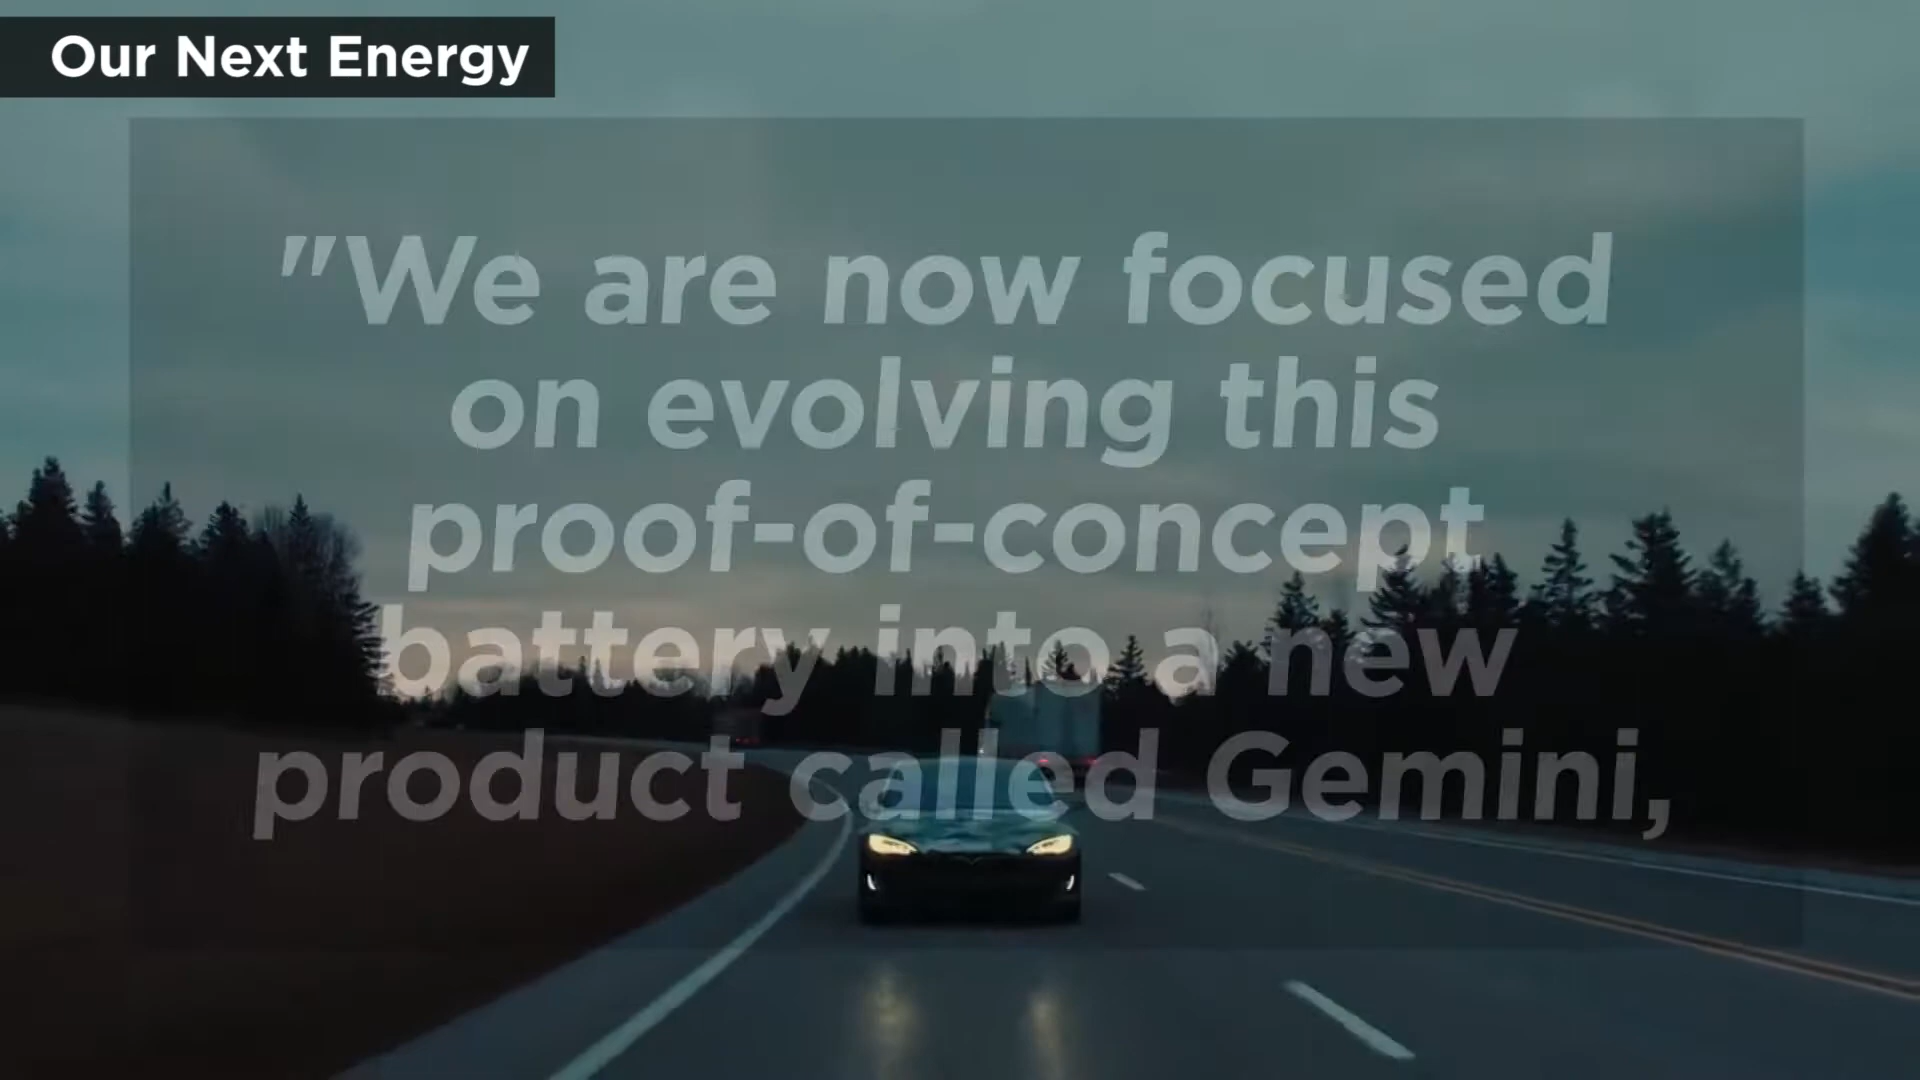 Our Next Energy
"We are now focused
on evolving this
proof-of-concept
battery into a new
product called Gemini,